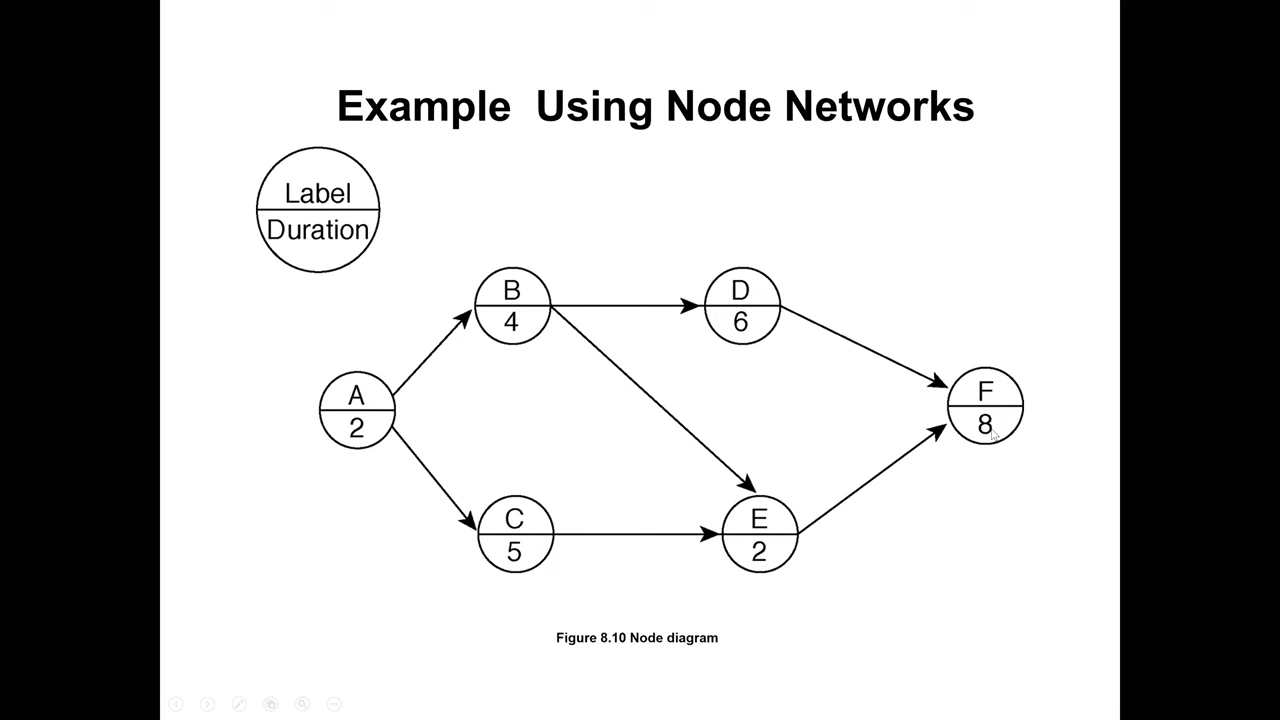 Example Using Node Networks
Label
Duration
B
4
D
6
A
2
F
8
C
5
E
2
Figure 8.10 Node diagram